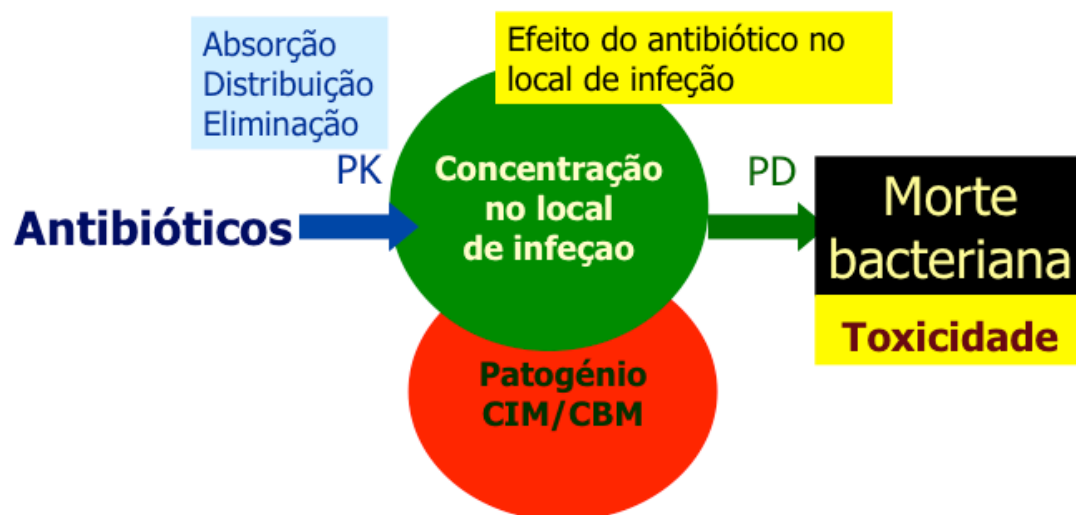 Absorção
Distribuição
Eliminação
Efeito do antibiótico no
local de infeção
PK
Antibióticos
Concentração
no local
de infeçao
PD
Morte
bacteriana
Toxicidade
Patogénio
CIM/CBM